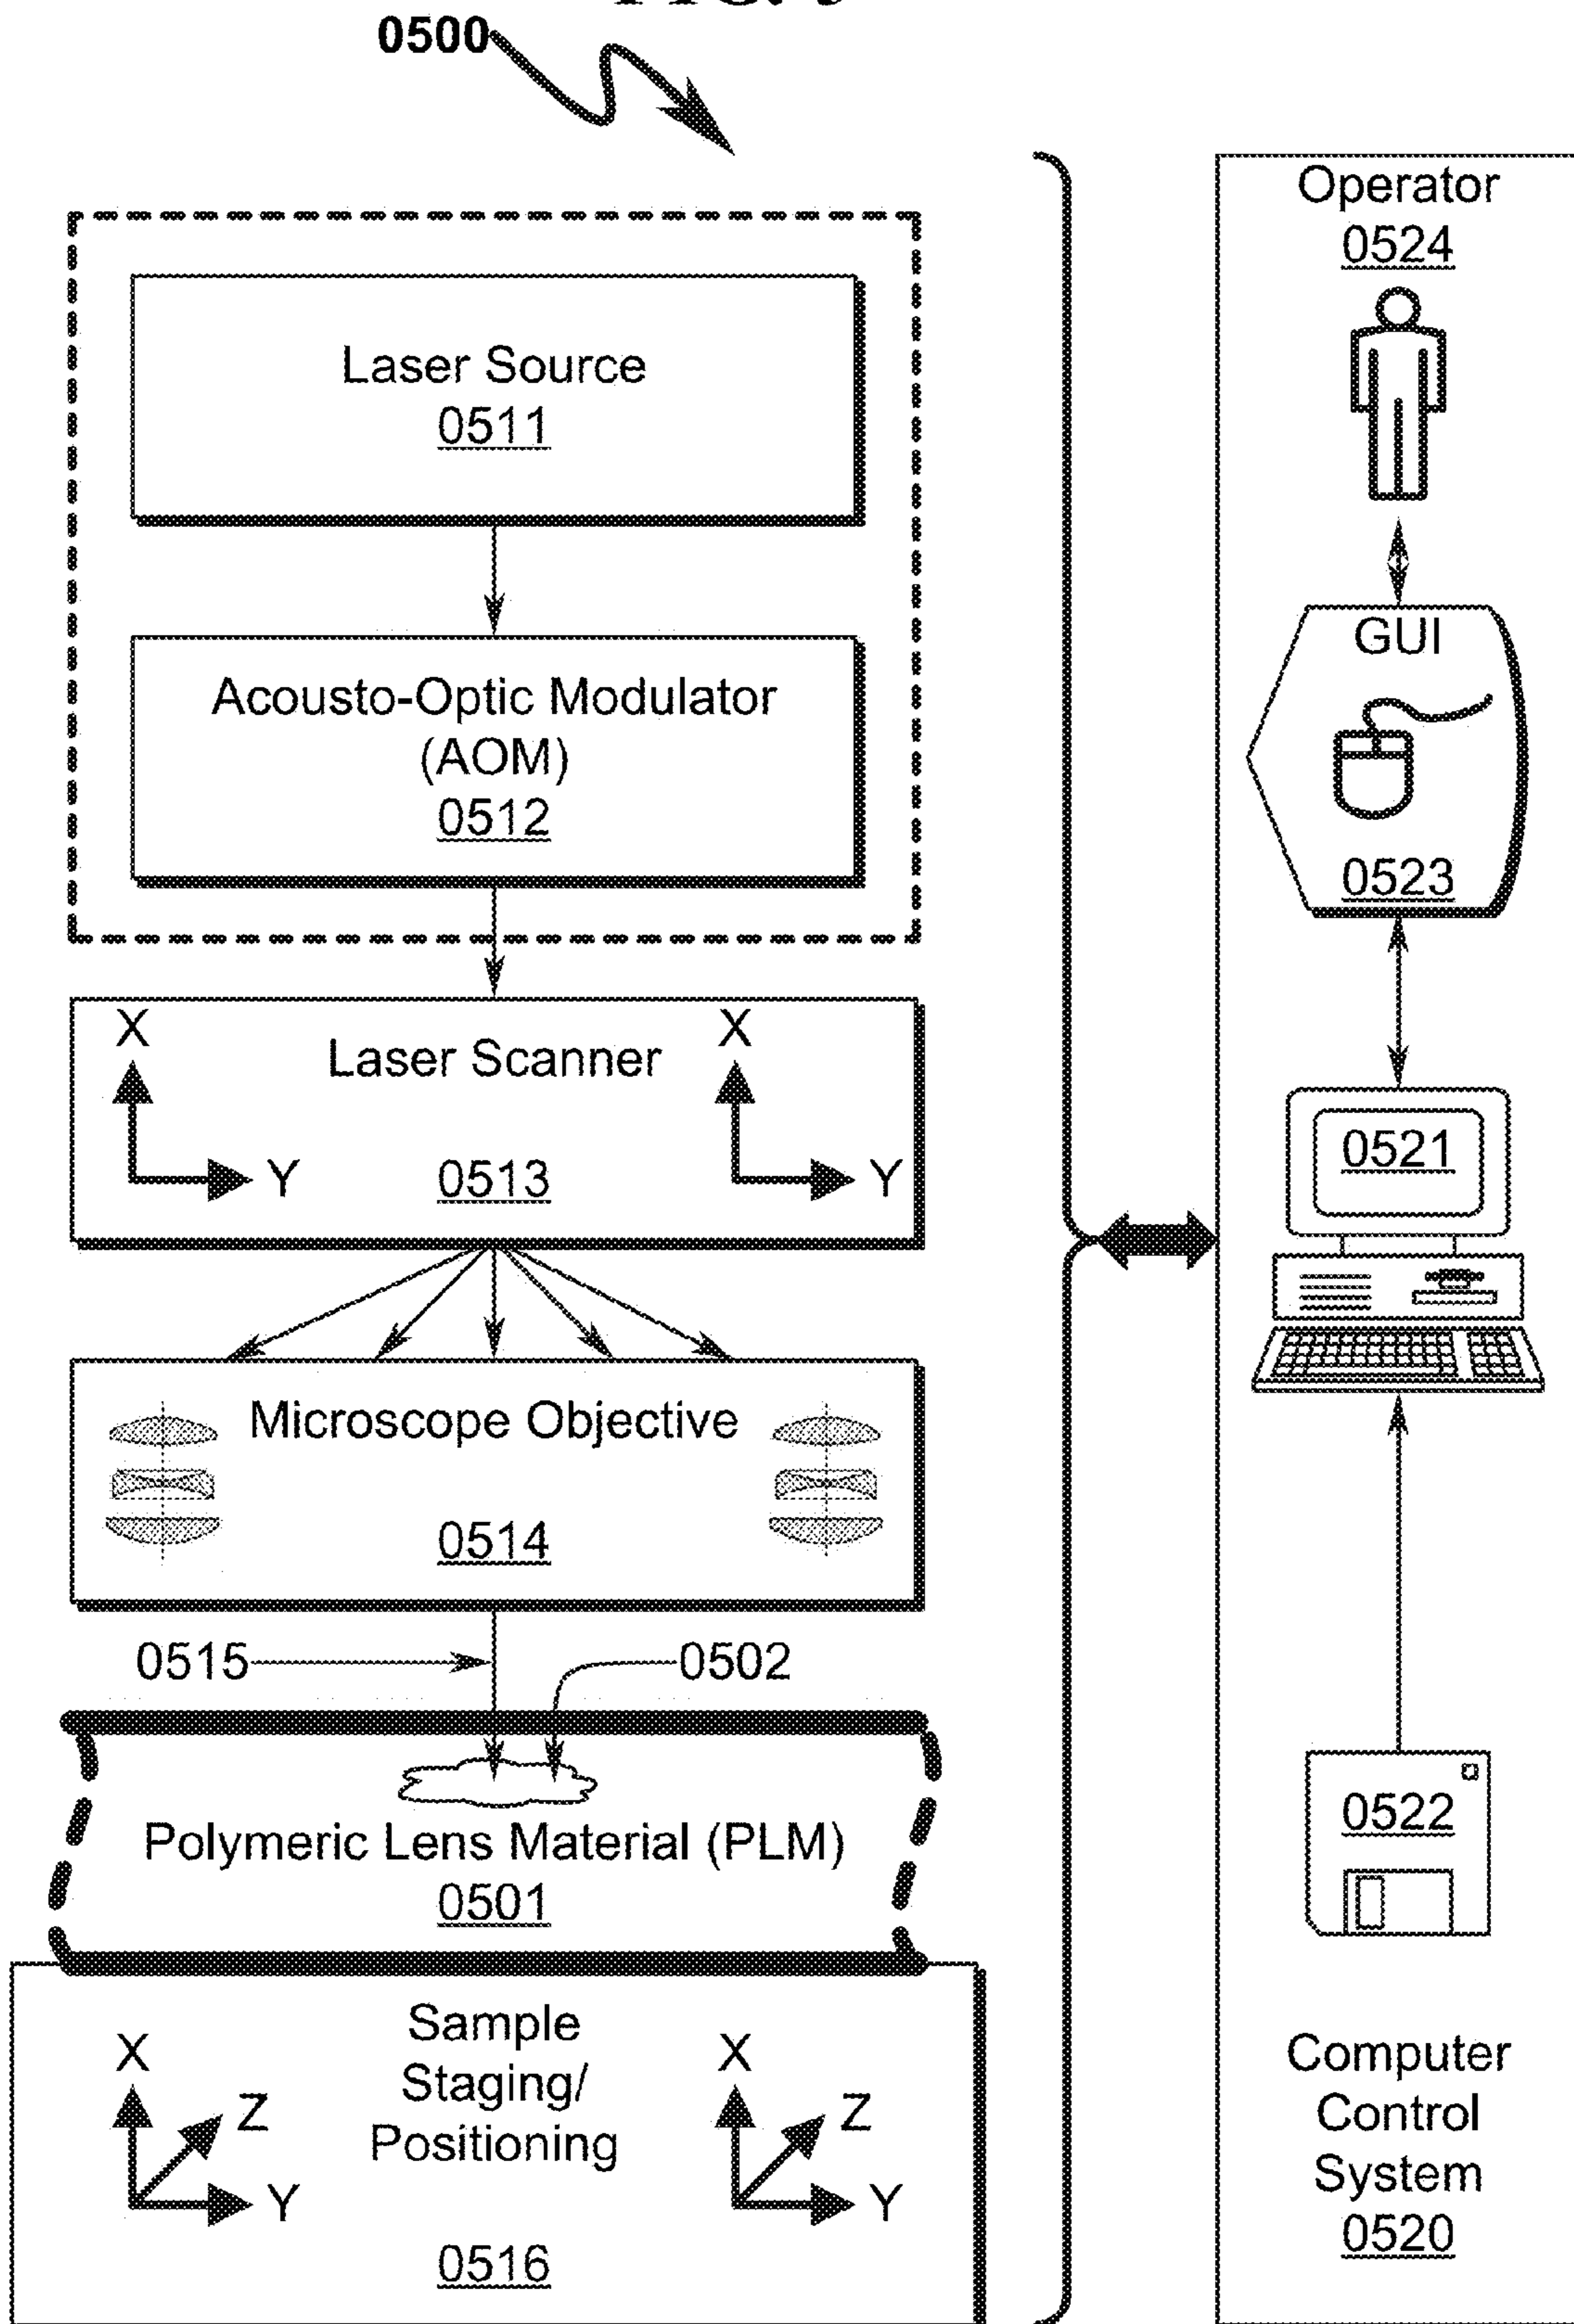 0500
Laser Source
0511
Acousto-Optic Modulator
(AOM)
0512
X
Y
Laser Scanner
0513
X
Y
Microscope Objective
0514
0515
0502
Polymeric Lens Material (PLM)
0501
X
Z
Y
Sample
Staging/
Positioning
0516
X
Z
Y
Operator
0524
GUI
0523
0521
0522
Computer
Control
System
0520